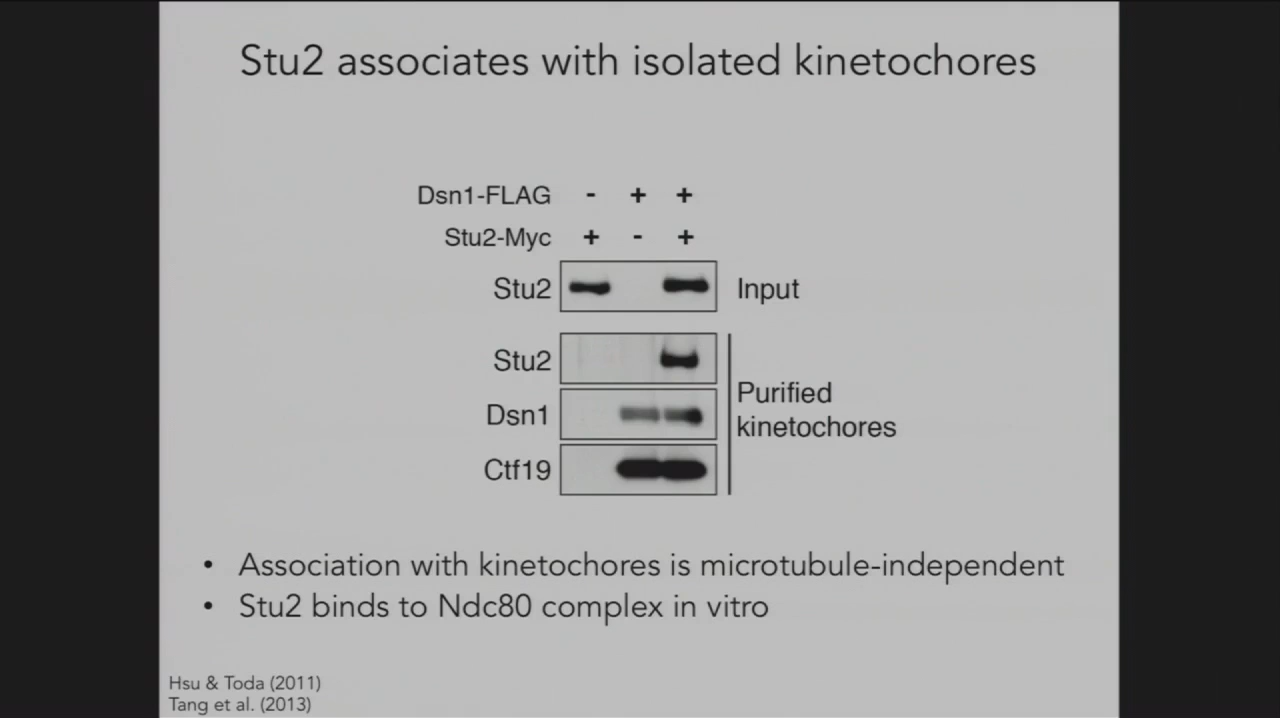 Stu2 associates with isolated kinetochores
Dsn1-FLAG - + +
Stu2-Myc + - +
Stu2 Input
Stu2
Dsn1
Purified
kinetochores
Ctf19
• Association with kinetochores is microtubule-independent
• Stu2 binds to Ndc80 complex in vitro
Hsu & Toda (2011)
Tang et al. (2013)